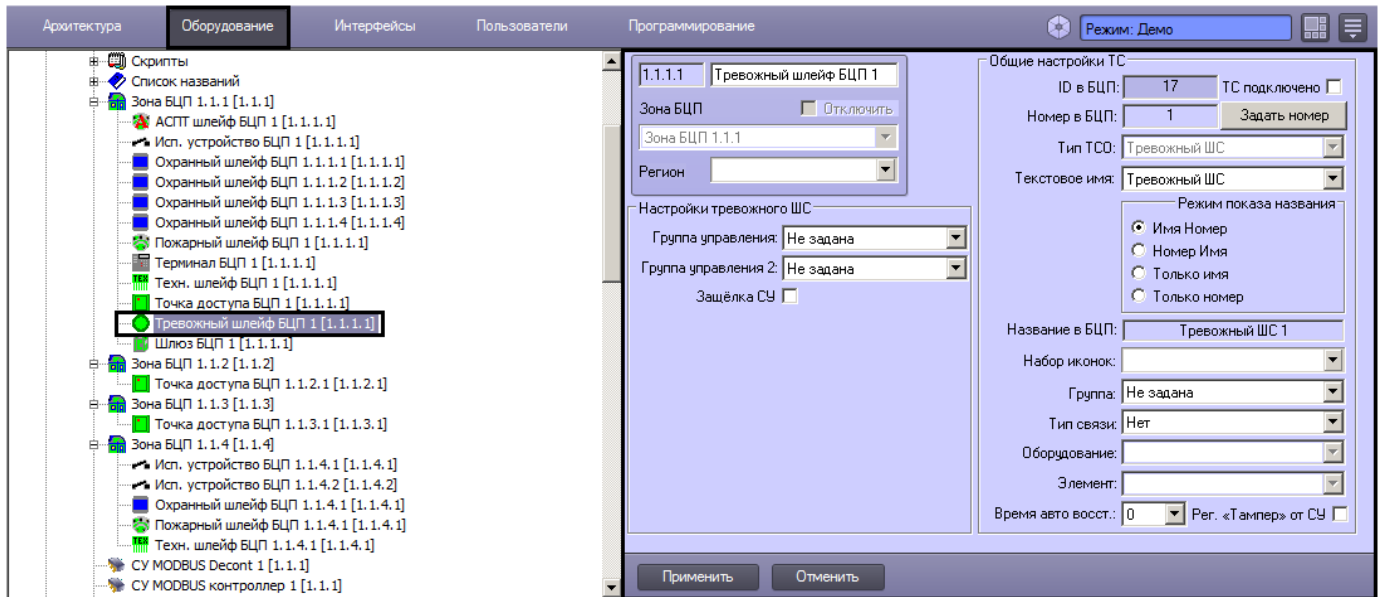 Архитектура Оборудование Интерфейсы Пользователи Программирование Режим: Демо
Скрипты
Список названий
Зона БЦП 1.1.1 [1.1.1]
АСПТ шлейф БЦП 1 [1.1.1.1]
Исп. устройство БЦП 1 [1.1.1.1]
Охранный шлейф БЦП 1.1.1.1 [1.1.1.1]
Охранный шлейф БЦП 1.1.1.2 [1.1.1.2]
Охранный шлейф БЦП 1.1.1.3 [1.1.1.3]
Охранный шлейф БЦП 1.1.1.4 [1.1.1.4]
Пожарный шлейф БЦП 1 [1.1.1.1]
Терминал БЦП 1 [1.1.1.1]
ТЕХ Техн. шлейф БЦП 1 [1.1.1.1]
Точка доступа БЦП 1 [1.1.1.1]
Тревожный шлейф БЦП 1 [1.1.1.1]
Шлюз БЦП 1 [1.1.1.1]
Зона БЦП 1.1.2 [1.1.2]
Точка доступа БЦП 1.1.2.1 [1.1.2.1]
Зона БЦП 1.1.3 [1.1.3]
Точка доступа БЦП 1.1.3.1 [1.1.3.1]
Зона БЦП 1.1.4 [1.1.4]
Исп. устройство БЦП 1.1.4.1 [1.1.4.1]
Исп. устройство БЦП 1.1.4.2 [1.1.4.2]
Охранный шлейф БЦП 1.1.4.1 [1.1.4.1]
Пожарный шлейф БЦП 1.1.4.1 [1.1.4.1]
ТЕХ Техн. шлейф БЦП 1.1.4.1 [1.1.4.1]
СУ MODBUS Decont 1 [1.1.1]
СУ MODBUS контроллер 1 [1.1.1]
1.1.1.1 Тревожный шлейф БЦП 1
Зона БЦП Отключить
Зона БЦП 1.1.1
Регион
Настройки тревожного ШС
Группа управления: Не задана
Группа управления 2: Не задана
Защёлка СУ
Общие настройки ТС
ID в БЦП: 17 ТС подключено
Номер в БЦП: 1 Задать номер
Тип ТСО: Тревожный ШС
Текстовое имя: Тревожный ШС
Режим показа названия
Имя Номер
Номер Имя
Только имя
Только номер
Название в БЦП: Тревожный ШС 1
Набор иконок:
Группа: Не задана
Тип связи: Нет
Оборудование:
Элемент:
Время авто восст.: 0 Рег. «Тампер» от СУ
Применить Отменить